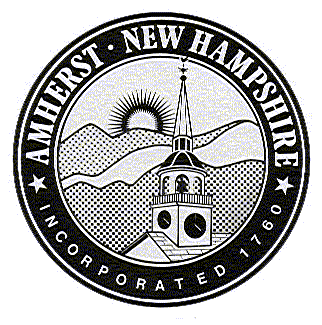 AMHERST · NEW HAMPSHIRE
INCORPORATED 1760